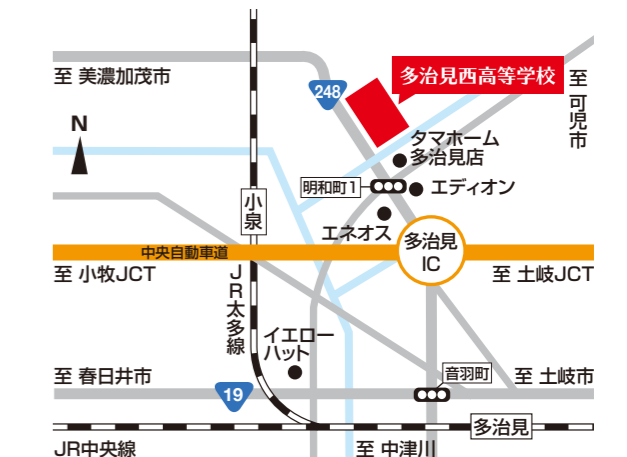 至 美濃加茂市
248
多治見西高等学校
至 可児市
N
タマホーム
多治見店
明和町1
エディオン
小泉
エネオス
多治見
IC
中央自動車道
至 小牧JCT
至 土岐JCT
JR太多線
イエロー
ハット
至 春日井市
19
音羽町
至 土岐市
多治見
JR中央線
至 中津川